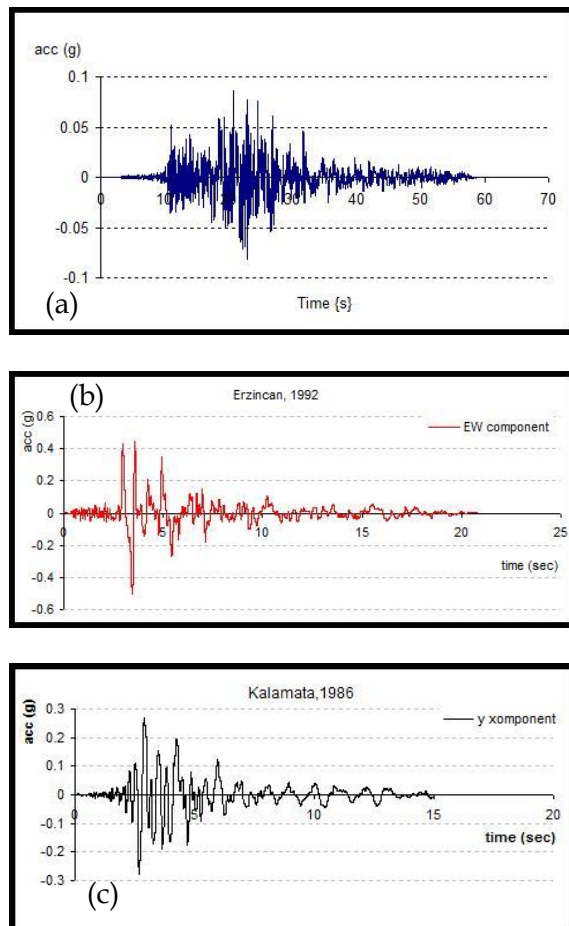 acc (g)
0.1
0.05
0
-0.05
-0.1
0 10 20 30 40 50 60 70
Time {s}
(a)
(b)
Erzincan, 1992
acc (g)
EW component
0.6
0.4
0.2
0
-0.2
-0.4
-0.6
0 5 10 15 20 25
time (sec)
Kalamata,1986
acc (g)
y xomponent
0.3
0.2
0.1
0
-0.1
-0.2
-0.3
0 5 10 15 20
time (sec)
(c)